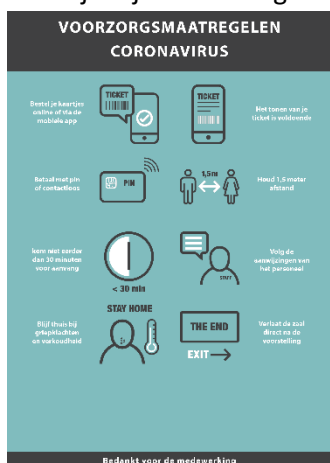 VOORZORGSMAATREGELEN
CORONAVIRUS
Bestel je kaartjes
online of via de
mobiele app
TICKET
TICKET
Het tonen van je
ticket is voldoende
Betaal met pin
of contactloos
PIN
1,5m
Houd 1,5 meter
afstand
Kom niet eerder
dan 30 minuten
voor aanvang
< 30 min
STAFF
Volg de
aanwijzingen van
het personeel
Blijf thuis bij
griepklachten
en verkoudheid
STAY HOME
THE END
EXIT
Verlaat de zaal
direct na de
voorstelling
Bedankt voor de medewerking